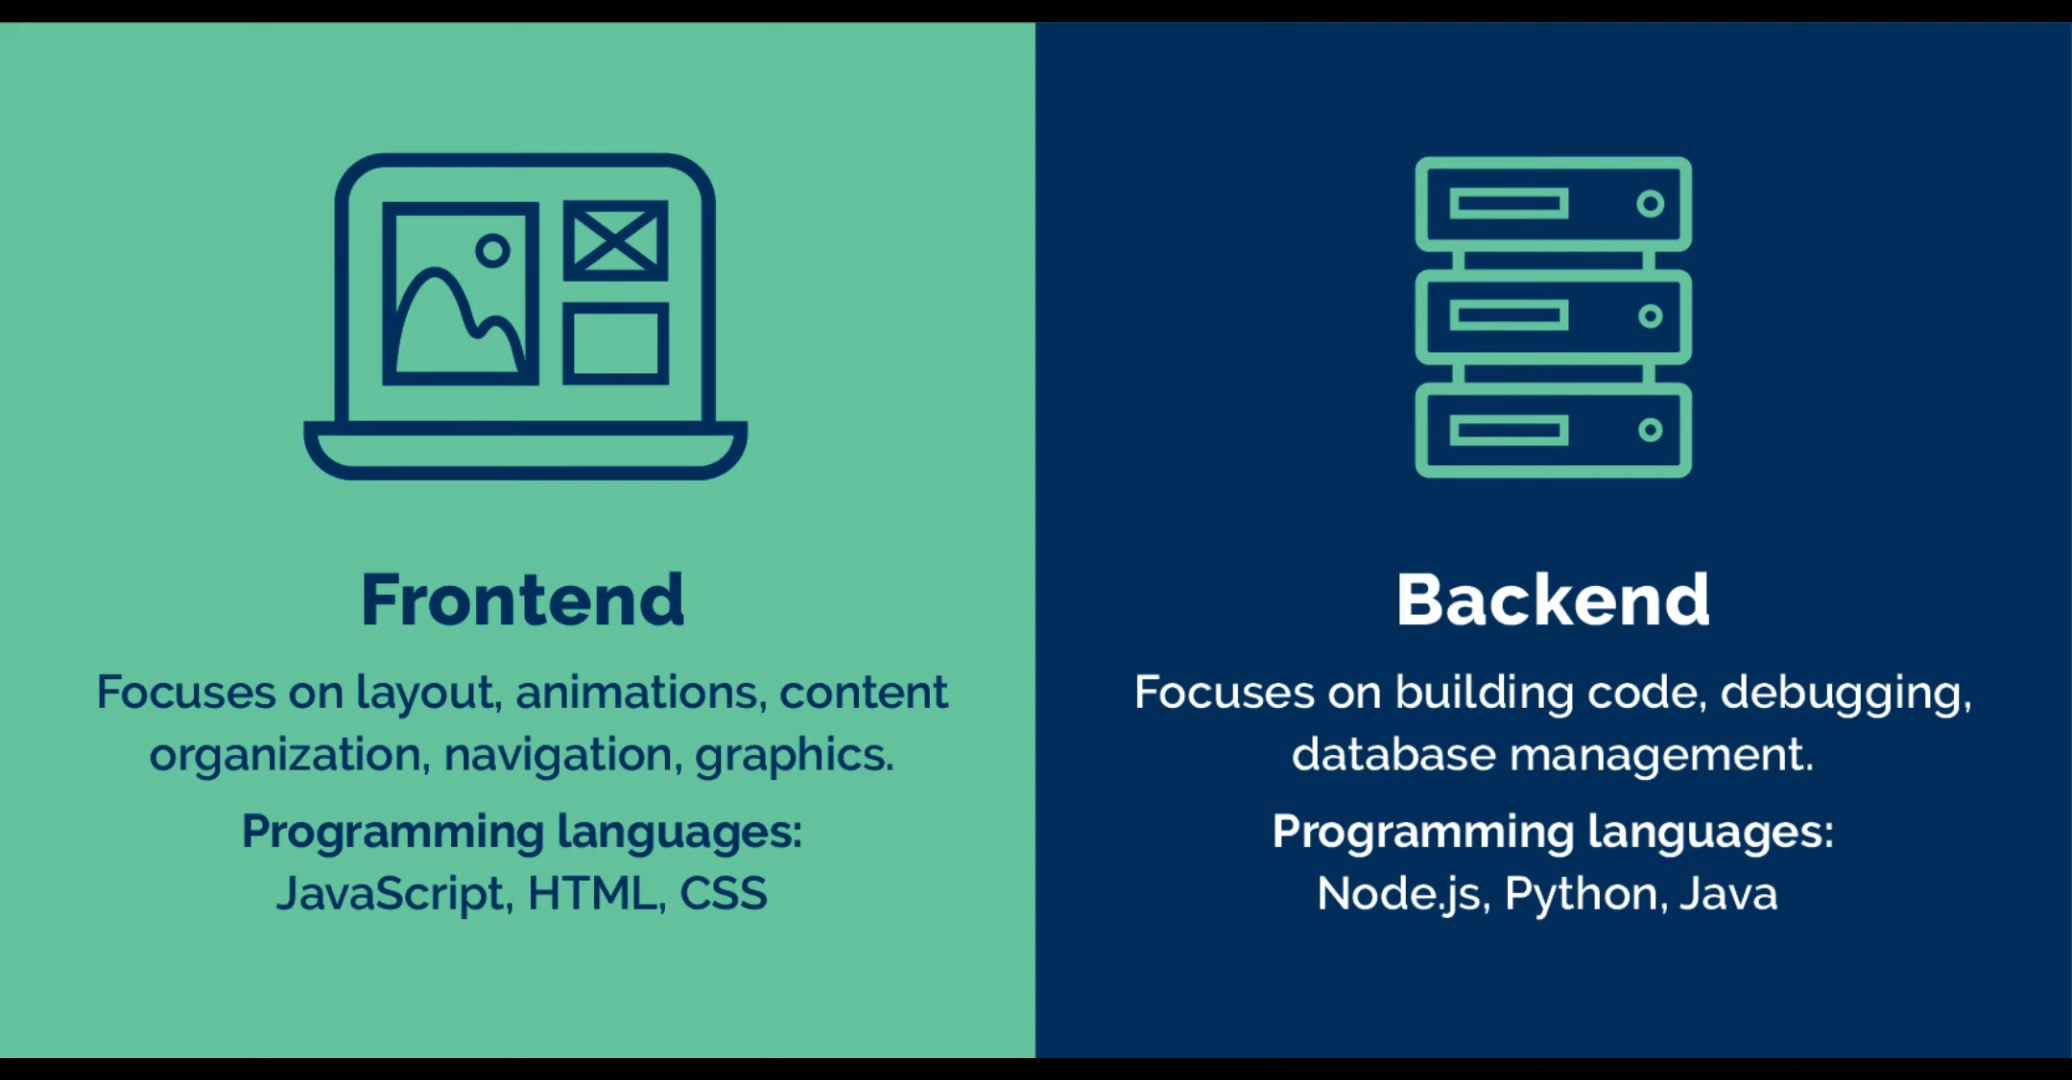 Frontend
Focuses on layout, animations, content
organization, navigation, graphics.
Programming languages:
JavaScript, HTML, CSS
Backend
Focuses on building code, debugging,
database management.
Programming languages:
Node.js, Python, Java